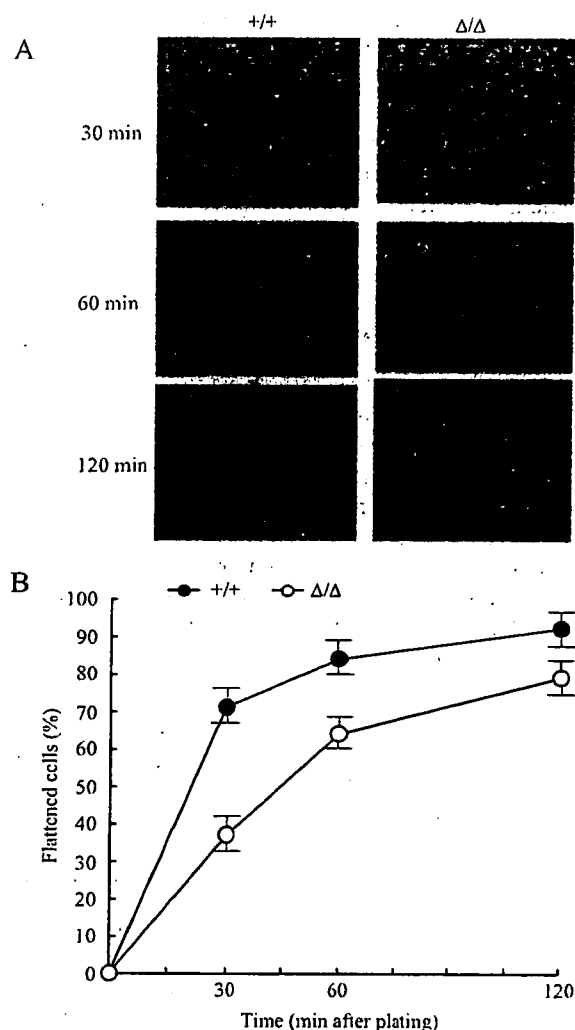 +/+ Δ/Δ
A
30 min
60 min
120 min
B
+/+ Δ/Δ
100
90
80
70
60
50
40
30
20
10
0
Flattened cells (%)
30 60 120
Time (min after plating)